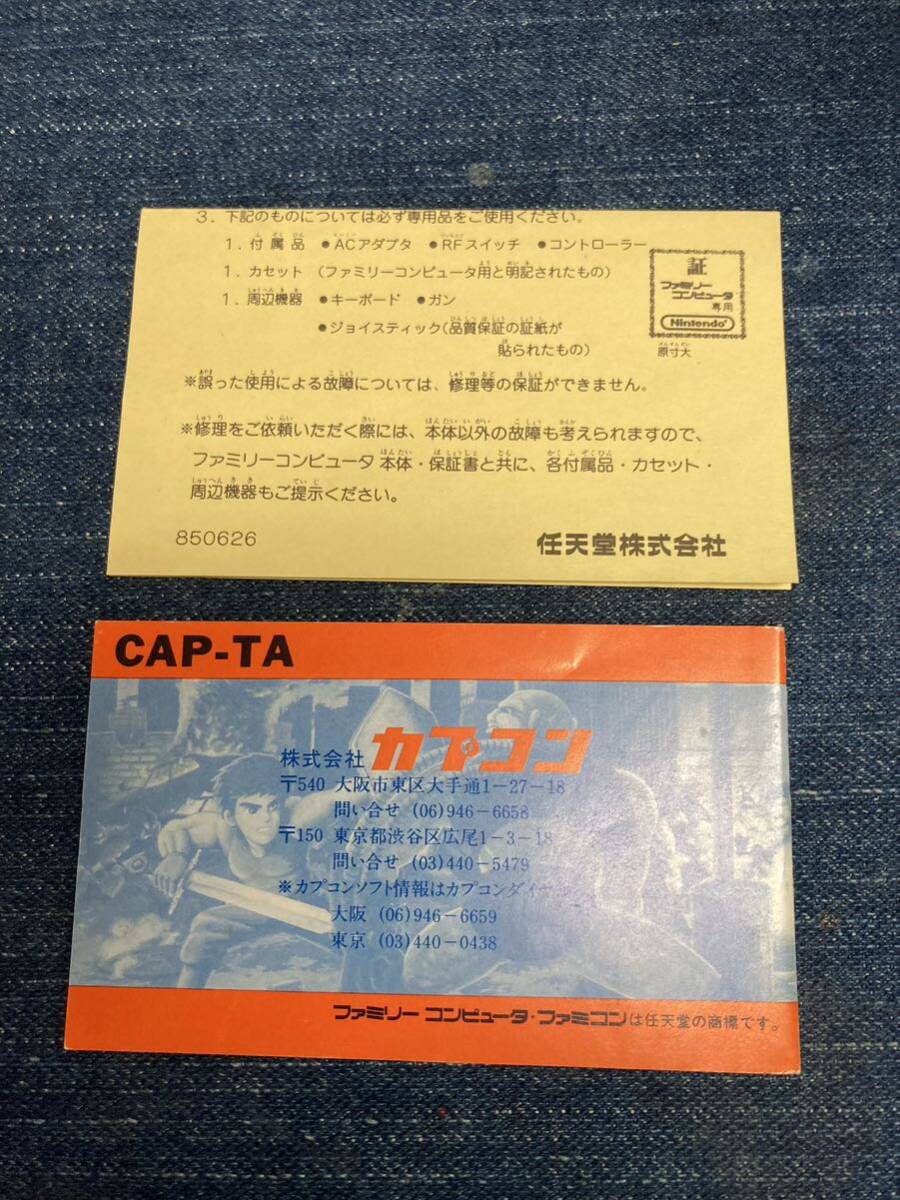 3. 下記のものについては必ず専用品をご使用ください。
1. 付属品 ●ACアダプタ ●RFスイッチ ●コントローラー
1. カセット (ファミリーコンピュータ用と明記されたもの)
1. 周辺機器 ●キーボード ●ガン
●ジョイスティック(品質保証の証紙が
貼られたもの)
証
ファミリー
コンピュータ
専用
Nintendo
原寸大
※誤った使用による故障については、修理等の保証ができません。
※修理をご依頼いただく際には、本体以外の故障も考えられますので、
ファミリーコンピュータ本体・保証書と共に、各付属品・カセット・
周辺機器もご提示ください。
850626 任天堂株式会社
CAP-TA
株式会社カプコン
〒540 大阪市東区大手通1-27-18
問い合せ (06)946-6658
〒150 東京都渋谷区広尾1-3-18
問い合せ (03)440-5479
※カプコンソフト情報はカプコンダイヤル
大阪 (06)946-6659
東京 (03)440-0438
ファミリーコンピュータ・ファミコンは任天堂の商標です。